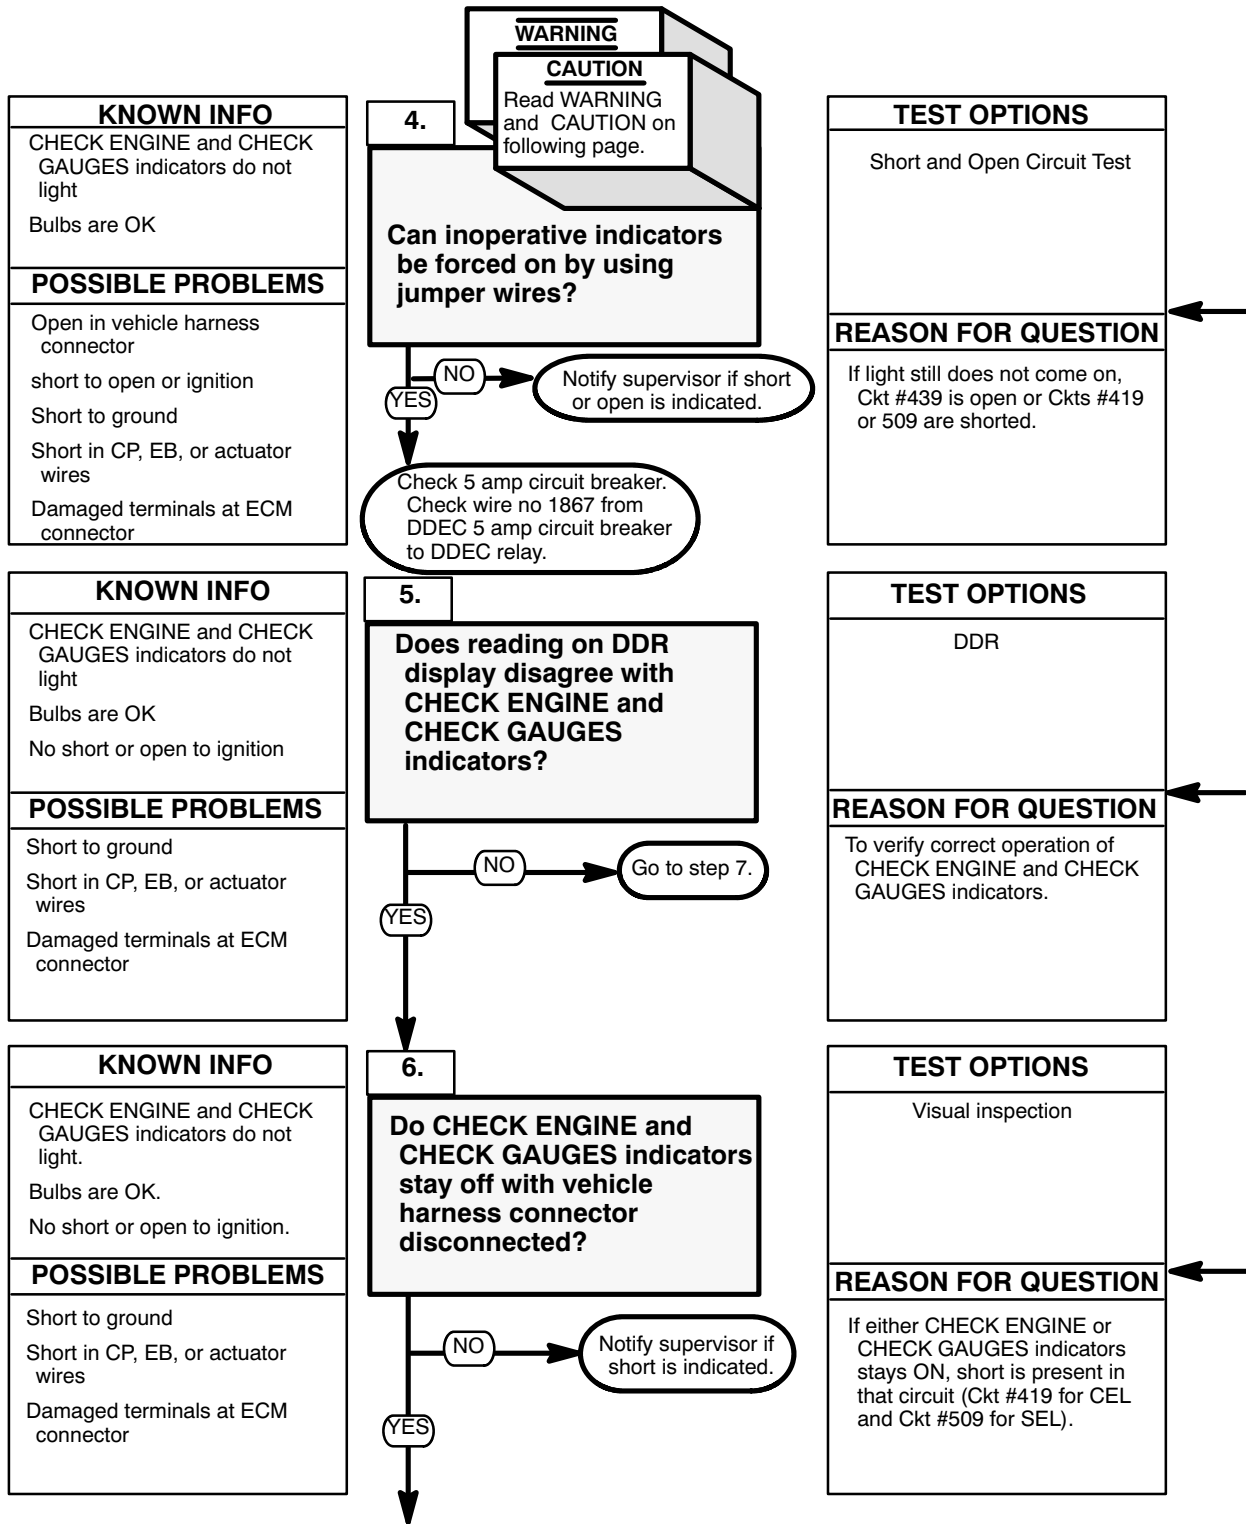 WARNING
CAUTION
Read WARNING
and CAUTION on
following page.
KNOWN INFO
CHECK ENGINE and CHECK
GAUGES indicators do not
light
Bulbs are OK
POSSIBLE PROBLEMS
Open in vehicle harness
connector
short to open or ignition
Short to ground
Short in CP, EB, or actuator
wires
Damaged terminals at ECM
connector
4.
Can inoperative indicators
be forced on by using
jumper wires?
NO
Notify supervisor if short
or open is indicated.
YES
Check 5 amp circuit breaker.
Check wire no 1867 from
DDEC 5 amp circuit breaker
to DDEC relay.
TEST OPTIONS
Short and Open Circuit Test
REASON FOR QUESTION
If light still does not come on,
Ckt #439 is open or Ckts #419
or 509 are shorted.
KNOWN INFO
CHECK ENGINE and CHECK
GAUGES indicators do not
light
Bulbs are OK
No short or open to ignition
POSSIBLE PROBLEMS
Short to ground
Short in CP, EB, or actuator
wires
Damaged terminals at ECM
connector
5.
Does reading on DDR
display disagree with
CHECK ENGINE and
CHECK GAUGES
indicators?
NO
Go to step 7.
YES
TEST OPTIONS
DDR
REASON FOR QUESTION
To verify correct operation of
CHECK ENGINE and CHECK
GAUGES indicators.
KNOWN INFO
CHECK ENGINE and CHECK
GAUGES indicators do not
light.
Bulbs are OK.
No short or open to ignition.
POSSIBLE PROBLEMS
Short to ground
Short in CP, EB, or actuator
wires
Damaged terminals at ECM
connector
6.
Do CHECK ENGINE and
CHECK GAUGES indicators
stay off with vehicle
harness connector
disconnected?
NO
Notify supervisor if
short is indicated.
YES
TEST OPTIONS
Visual inspection
REASON FOR QUESTION
If either CHECK ENGINE or
CHECK GAUGES indicators
stays ON, short is present in
that circuit (Ckt #419 for CEL
and Ckt #509 for SEL).